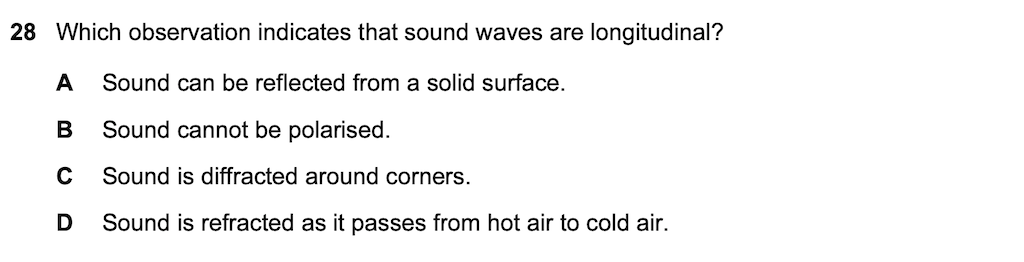 28 Which observation indicates that sound waves are longitudinal?
A Sound can be reflected from a solid surface.
B Sound cannot be polarised.
C Sound is diffracted around corners.
D Sound is refracted as it passes from hot air to cold air.